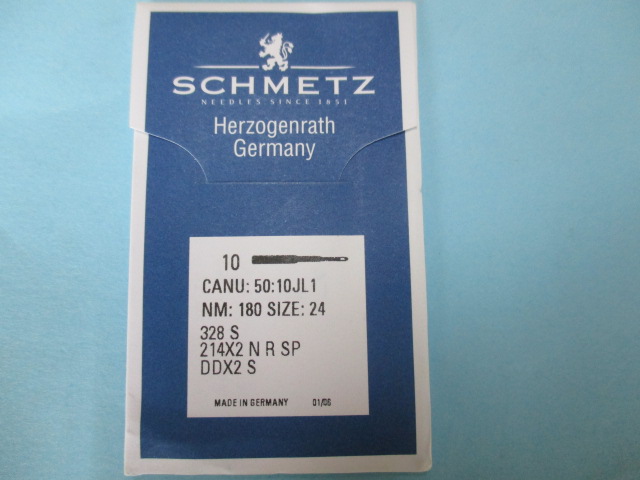 SCHMETZ
NEEDLES SINCE 1851
Herzogenrath
Germany
10
CANU: 50:10JL1
NM: 180 SIZE: 24
328 S
214X2 N R SP
DDX2 S
MADE IN GERMANY 01/06